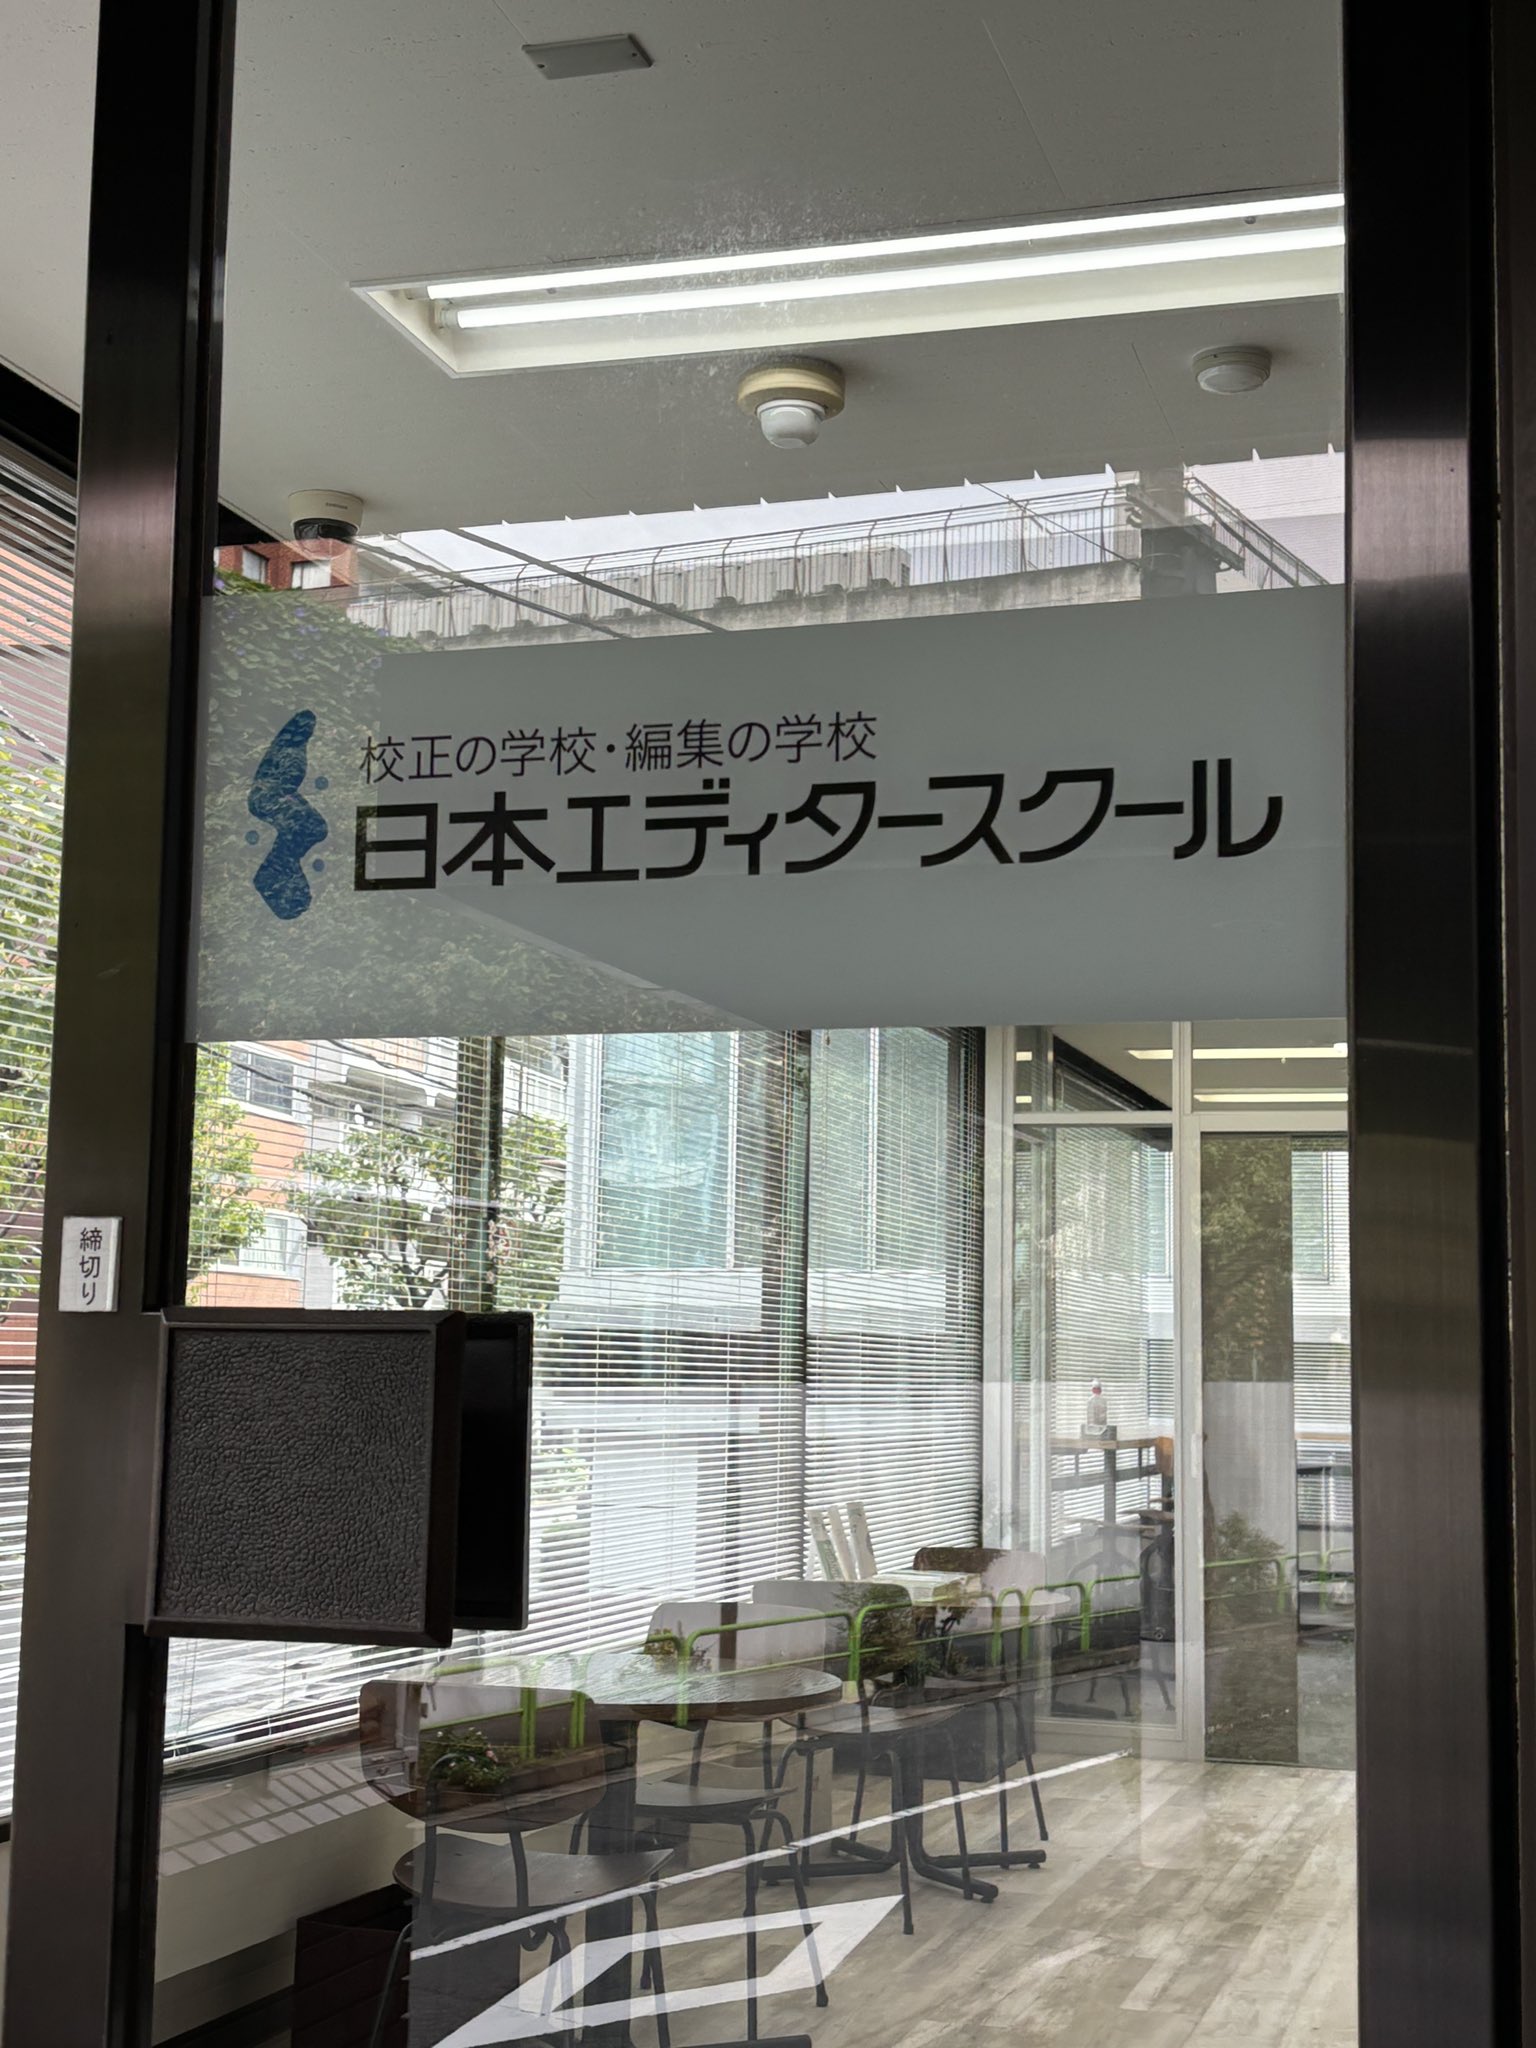 校正の学校・編集の学校
日本エディタースクール
締切り